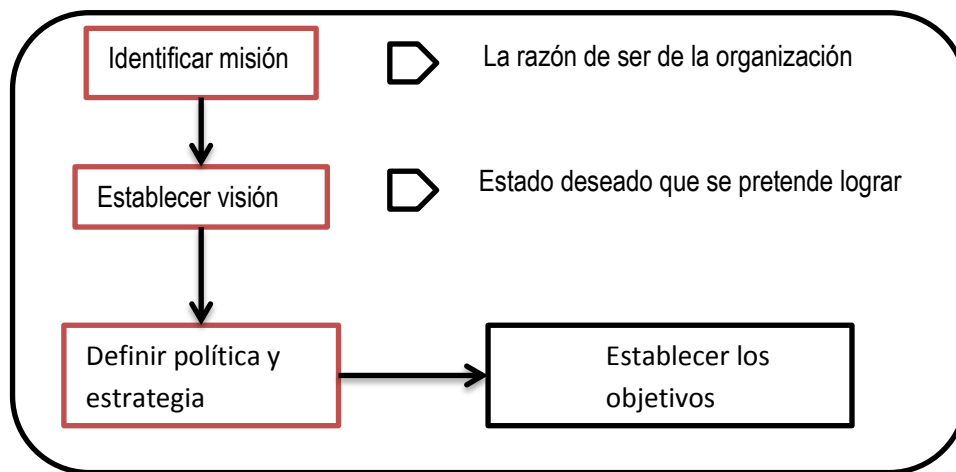 Identificar misión
La razón de ser de la organización
Establecer visión
Estado deseado que se pretende lograr
Definir política y
estrategia
Establecer los
objetivos